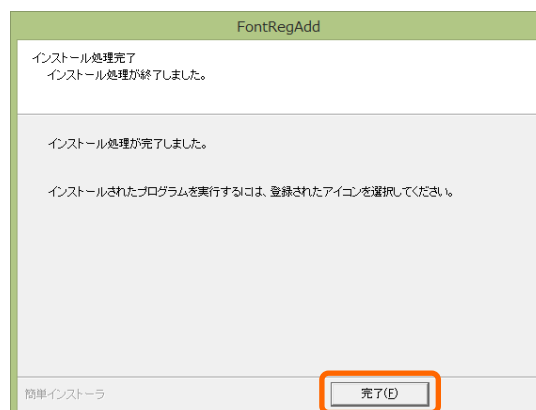 FontRegAdd
インストール処理完了
インストール処理が終了しました。
インストール処理が完了しました。
インストールされたプログラムを実行するには、登録されたアイコンを選択してください。
簡単インストーラ
完了(F)